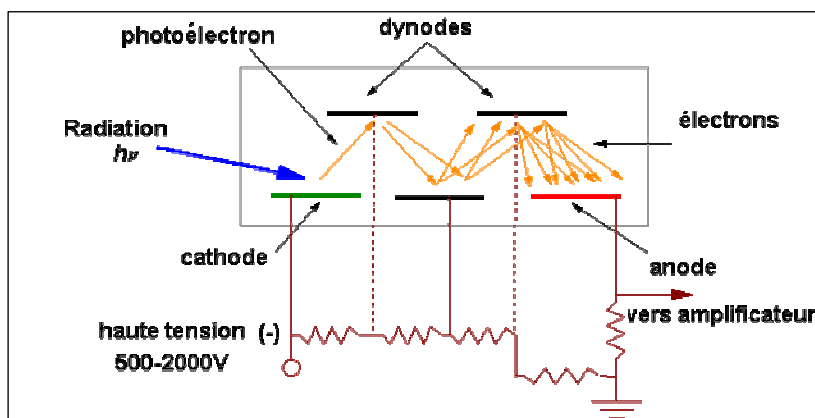 dynodes
photoélectron
électrons
Radiation
hν
cathode
anode
vers amplificateur
haute tension (-)
500-2000V